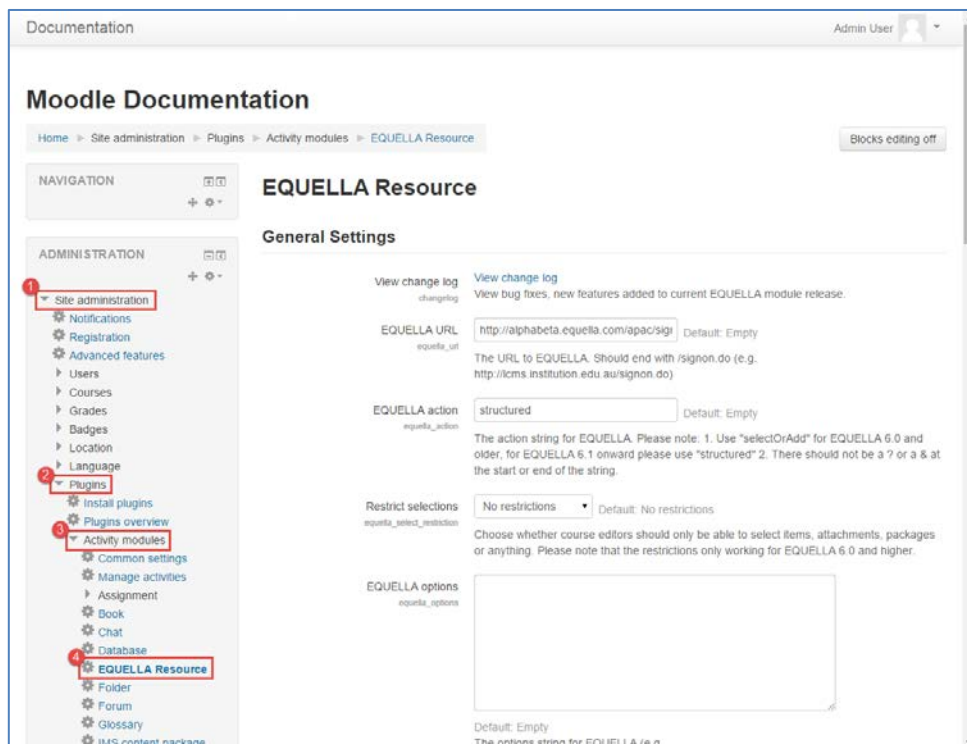 Documentation
Admin User
Moodle Documentation
Home Site administration Plugins Activity modules EQUELLA Resource
Blocks editing off
NAVIGATION
EQUELLA Resource
General Settings
ADMINISTRATION
1
Site administration
Notifications
Registration
Advanced features
Users
Courses
Grades
Badges
Location
Language
2
Plugins
Install plugins
Plugins overview
3
Activity modules
Common settings
Manage activities
Assignment
Book
Chat
Database
4
EQUELLA Resource
Folder
Forum
Glossary
IMS content package
View change log
changelog
View change log
View bug fixes, new features added to current EQUELLA module release.
EQUELLA URL
equella_url
http://alphabeta.equella.com/apac/sig
Default: Empty
The URL to EQUELLA. Should end with /signon.do (e.g.
http://lcms.institution.edu.au/signon.do)
EQUELLA action
equella_action
structured
Default: Empty
The action string for EQUELLA. Please note: 1. Use "selectOrAdd" for EQUELLA 6.0 and
older, for EQUELLA 6.1 onward please use "structured" 2. There should not be a ? or a & at
the start or end of the string.
Restrict selections
equella_select_restriction
No restrictions
Default: No restrictions
Choose whether course editors should only be able to select items, attachments, packages
or anything. Please note that the restrictions only working for EQUELLA 6.0 and higher.
EQUELLA options
equella_options
Default: Empty
The options string for EQUELLA (e.g.